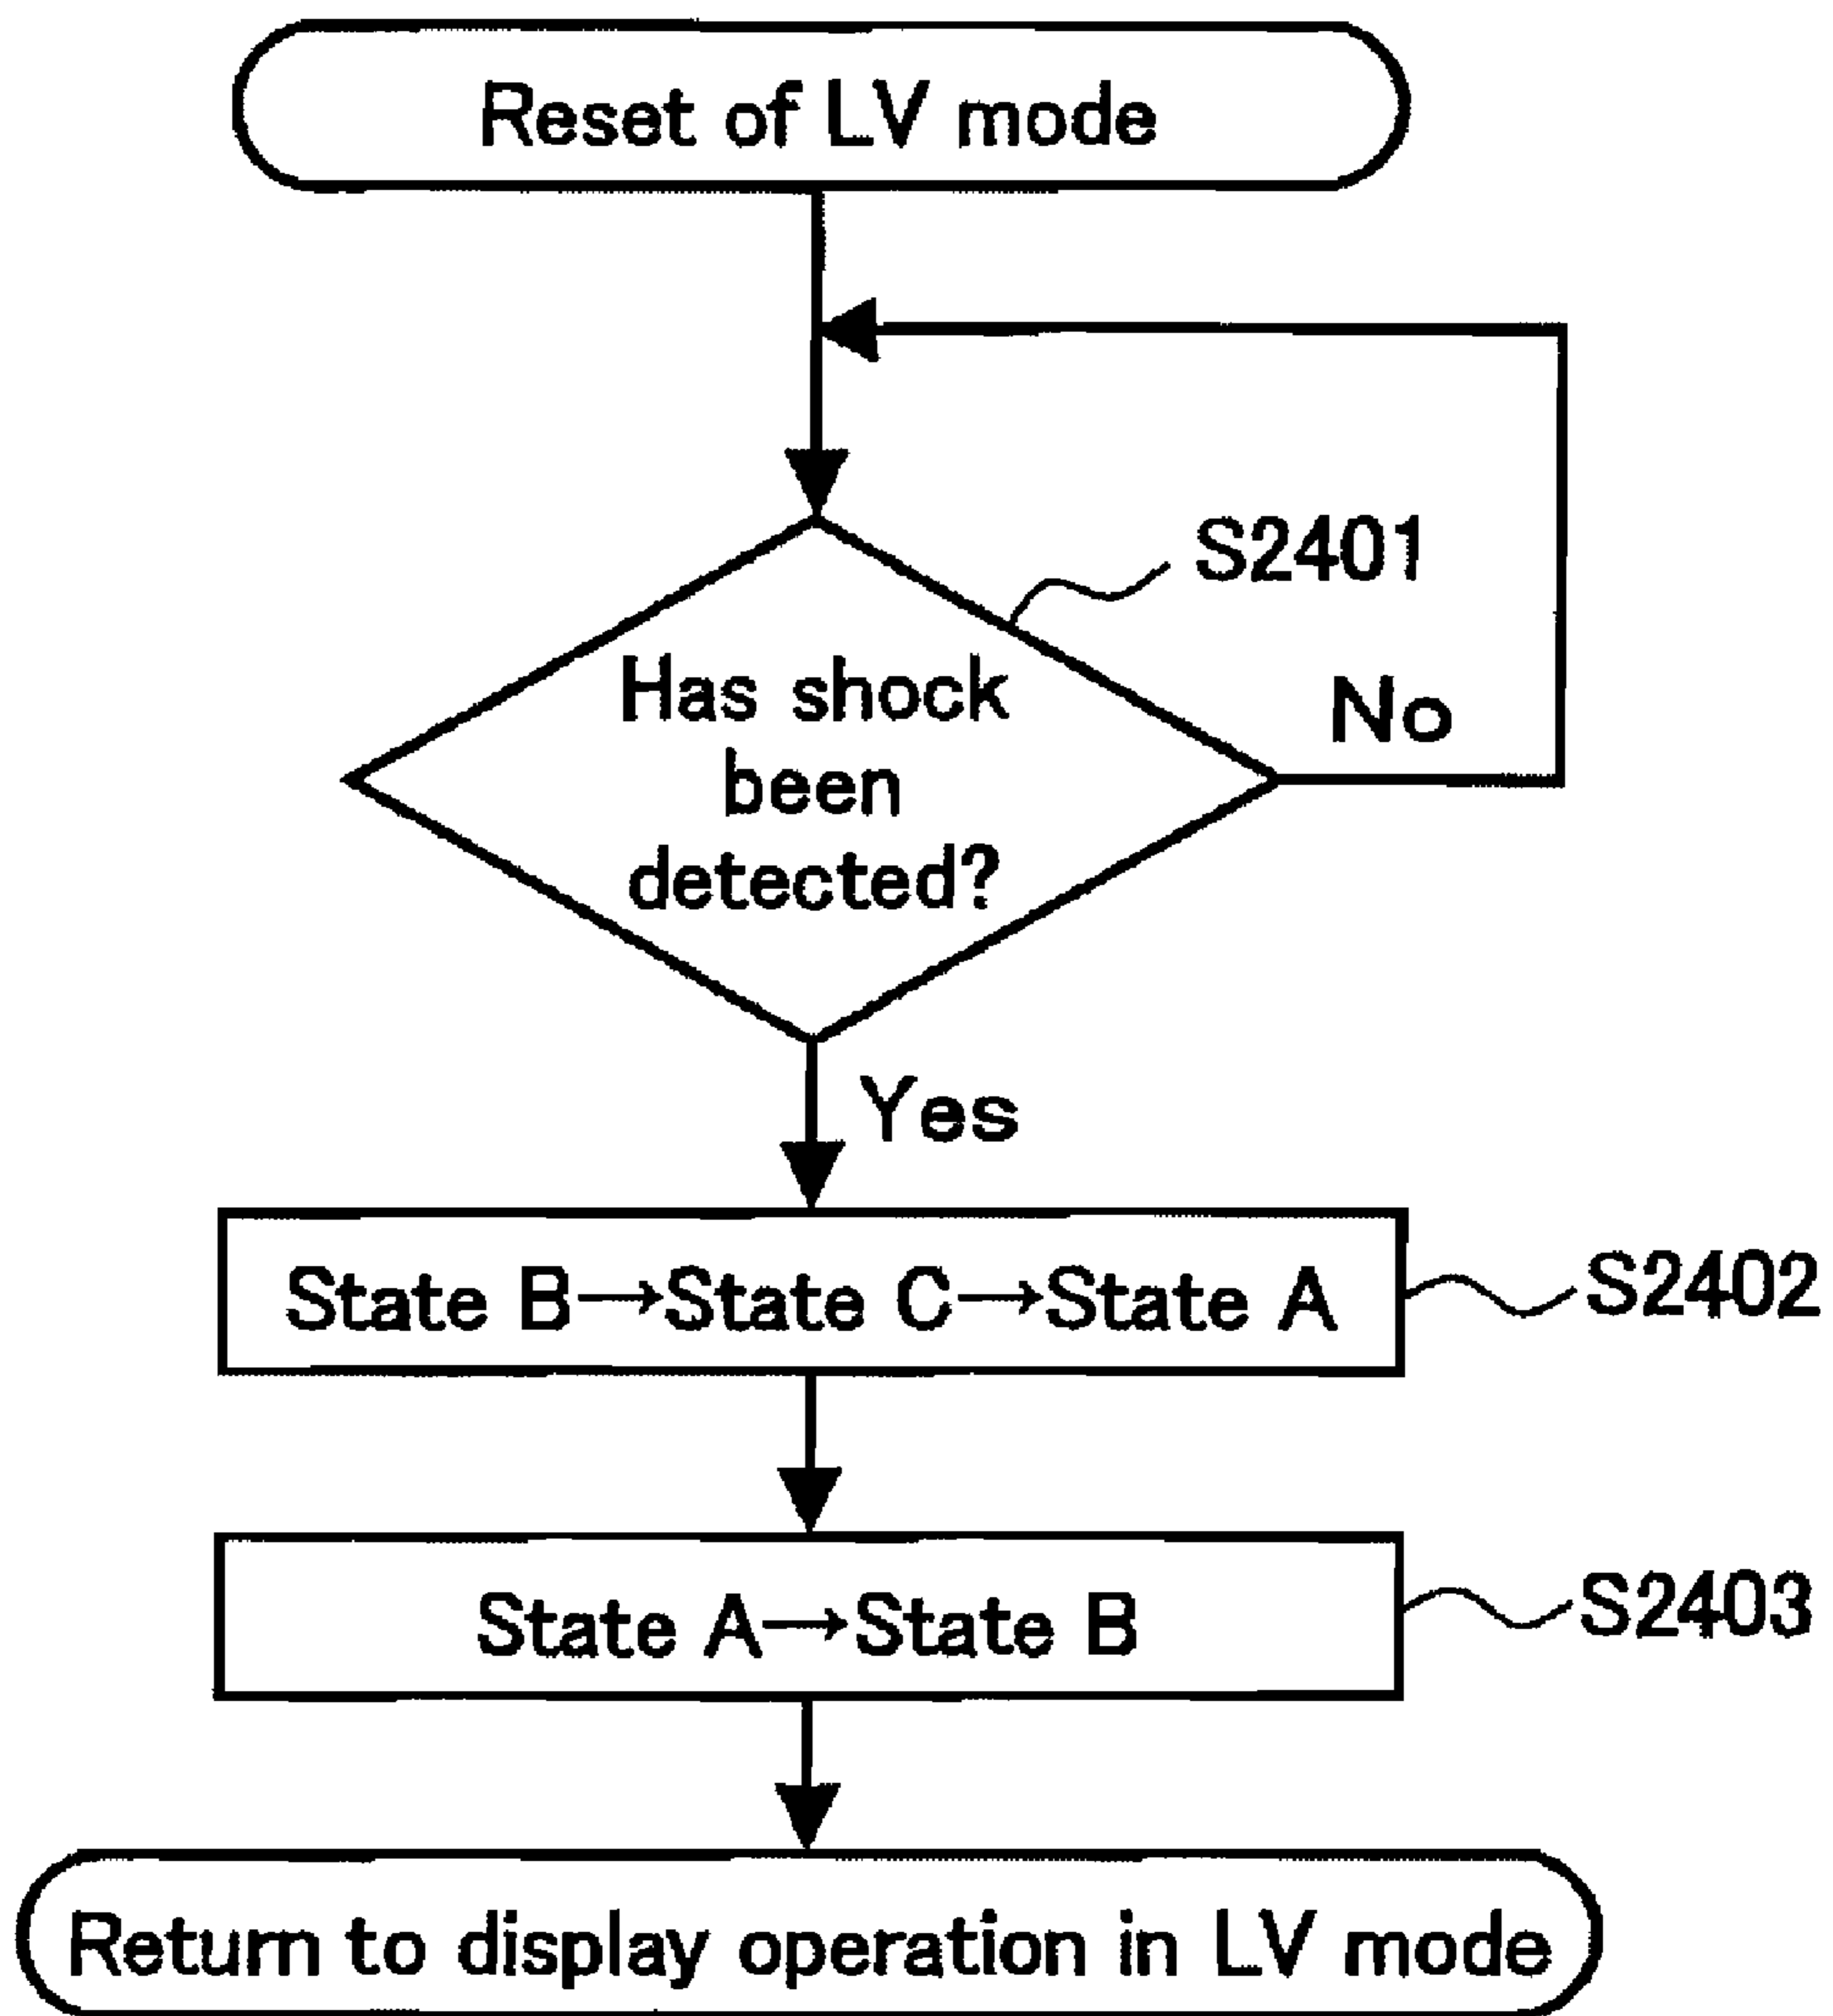 Reset of LV mode
S2401
Has shock
been
detected?
No
Yes
State B→State C→State A
S2402
State A→State B
S2403
Return to display operation in LV mode